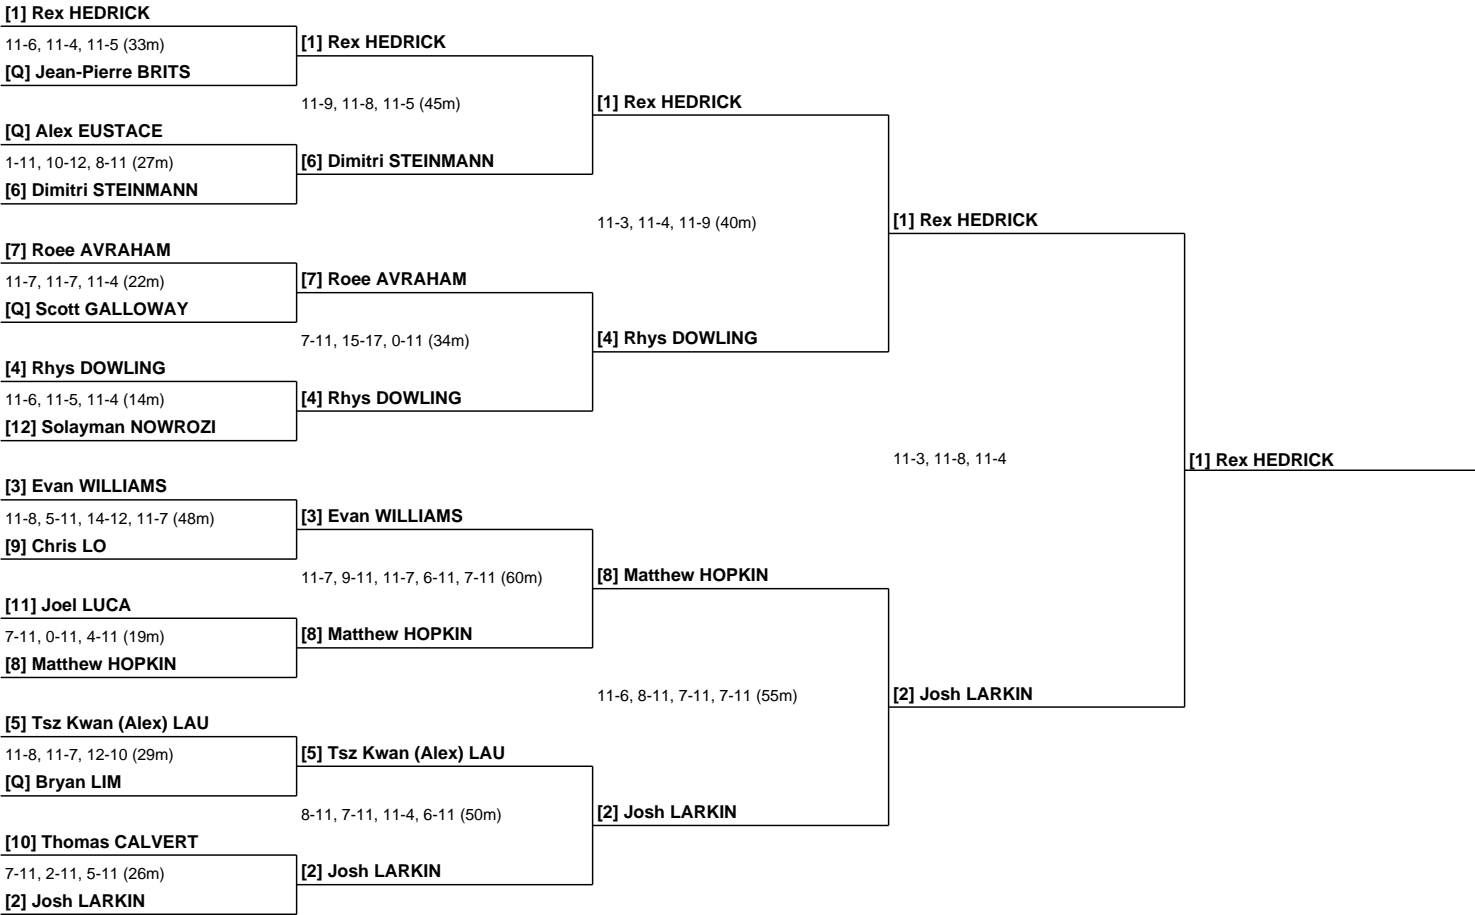 [1] Rex HEDRICK
11-6, 11-4, 11-5 (33m)
[Q] Jean-Pierre BRITS
[Q] Alex EUSTACE
1-11, 10-12, 8-11 (27m)
[6] Dimitri STEINMANN
[7] Roee AVRAHAM
11-7, 11-7, 11-4 (22m)
[Q] Scott GALLOWAY
[4] Rhys DOWLING
11-6, 11-5, 11-4 (14m)
[12] Solayman NOWROZI
[3] Evan WILLIAMS
11-8, 5-11, 14-12, 11-7 (48m)
[9] Chris LO
[11] Joel LUCA
7-11, 0-11, 4-11 (19m)
[8] Matthew HOPKIN
[5] Tsz Kwan (Alex) LAU
11-8, 11-7, 12-10 (29m)
[Q] Bryan LIM
[10] Thomas CALVERT
7-11, 2-11, 5-11 (26m)
[2] Josh LARKIN
[1] Rex HEDRICK
11-9, 11-8, 11-5 (45m)
[6] Dimitri STEINMANN
[7] Roee AVRAHAM
7-11, 15-17, 0-11 (34m)
[4] Rhys DOWLING
[3] Evan WILLIAMS
11-7, 9-11, 11-7, 6-11, 7-11 (60m)
[8] Matthew HOPKIN
[5] Tsz Kwan (Alex) LAU
8-11, 7-11, 11-4, 6-11 (50m)
[2] Josh LARKIN
[1] Rex HEDRICK
11-3, 11-4, 11-9 (40m)
[4] Rhys DOWLING
[8] Matthew HOPKIN
11-6, 8-11, 7-11, 7-11 (55m)
[2] Josh LARKIN
[1] Rex HEDRICK
11-3, 11-8, 11-4
[2] Josh LARKIN
[1] Rex HEDRICK